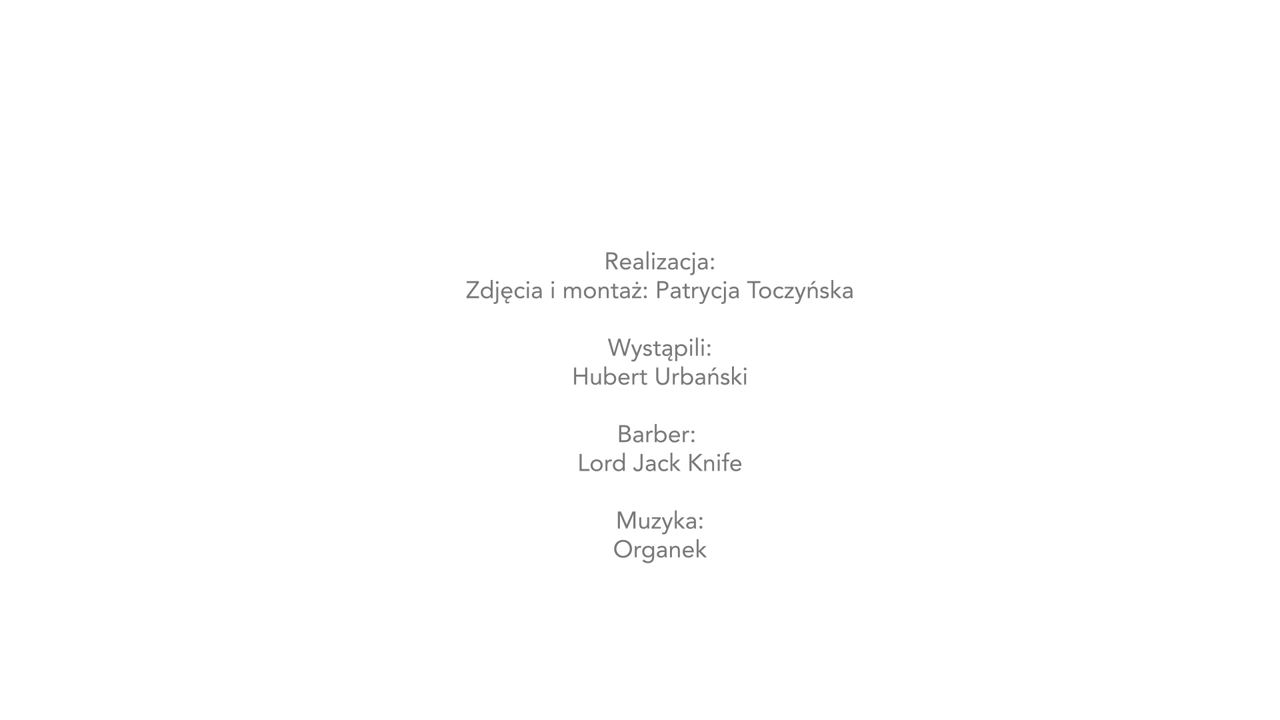 Realizacja:
Zdjęcia i montaż: Patrycja Toczyńska
Wystąpili:
Hubert Urbański
Barber:
Lord Jack Knife
Muzyka:
Organek